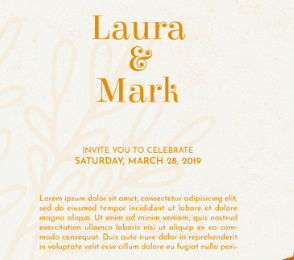 Laura
&
Mark
INVITE YOU TO CELEBRATE
SATURDAY, MARCH 28, 2019
Lorem ipsum dolor sit amet, consectetur adipisicing elit,
sed do eiusmod tempor incididunt ut labore et dolore
magna aliqua. Ut enim ad minim veniam, quis nostrud
exercitation ullamco laboris nisi ut aliquip ex ea com-
modo consequat. Duis aute irure dolor in reprehenderit
in voluptate velit esse cillum dolore eu fugiat nulla pari-